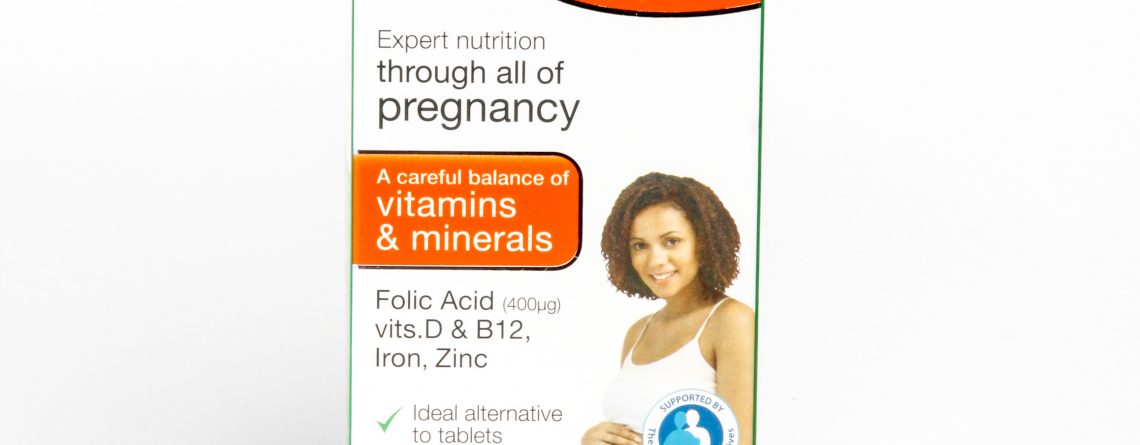 Expert nutrition
through all of
pregnancy
A careful balance of
vitamins
& minerals
Folic Acid (400µg)
vits.D & B12,
Iron, Zinc
Ideal alternative
to tablets
SUPPORTED BY
The